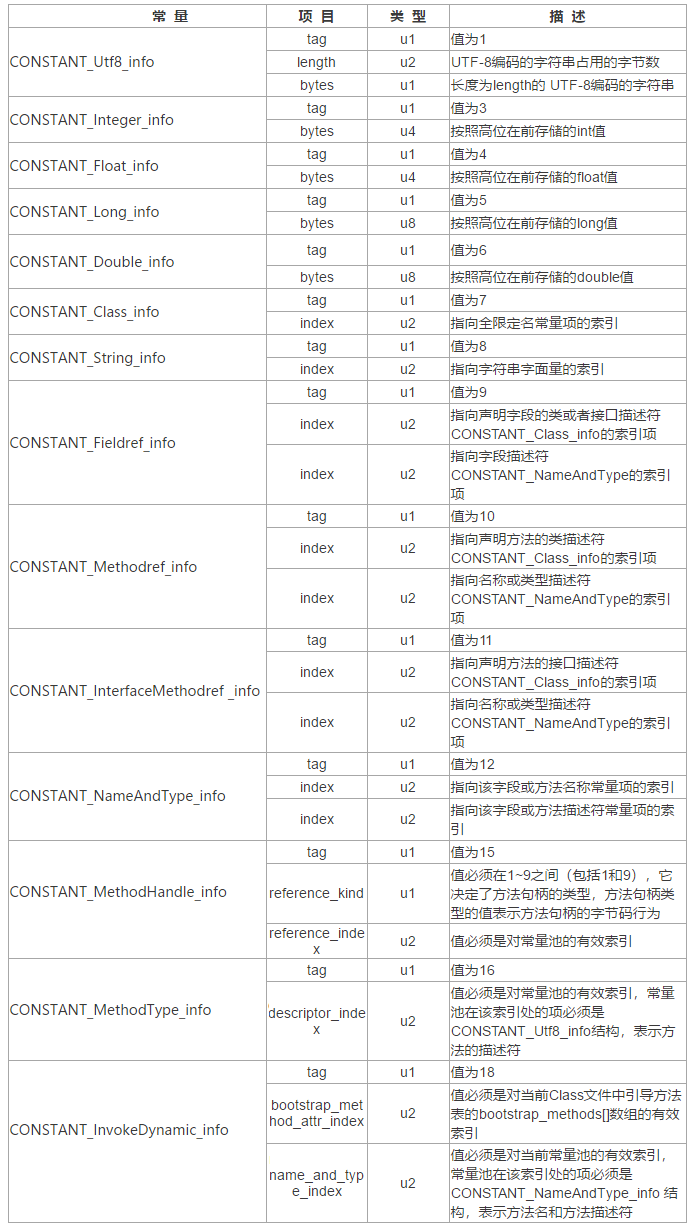 常 量 项 目 类 型 描 述
CONSTANT_Utf8_info
tag u1 值为1
length u2 UTF-8编码的字符串占用的字节数
bytes u1 长度为length的 UTF-8编码的字符串
CONSTANT_Integer_info
tag u1 值为3
bytes u4 按照高位在前存储的int值
CONSTANT_Float_info
tag u1 值为4
bytes u4 按照高位在前存储的float值
CONSTANT_Long_info
tag u1 值为5
bytes u8 按照高位在前存储的long值
CONSTANT_Double_info
tag u1 值为6
bytes u8 按照高位在前存储的double值
CONSTANT_Class_info
tag u1 值为7
index u2 指向全限定名常量项的索引
CONSTANT_String_info
tag u1 值为8
index u2 指向字符串字面量的索引
CONSTANT_Fieldref_info
tag u1 值为9
index u2 指向声明字段的类或者接口描述符
CONSTANT_Class_info的索引项
index u2 指向字段描述符
CONSTANT_NameAndType的索引
项
CONSTANT_Methodref_info
tag u1 值为10
index u2 指向声明方法的类描述符
CONSTANT_Class_info的索引项
index u2 指向名称或类型描述符
CONSTANT_NameAndType的索引
项
CONSTANT_InterfaceMethodref _info
tag u1 值为11
index u2 指向声明方法的接口描述符
CONSTANT_Class_info的索引项
index u2 指向名称或类型描述符
CONSTANT_NameAndType的索引
项
CONSTANT_NameAndType_info
tag u1 值为12
index u2 指向该字段或方法名称常量项的索引
index u2 指向该字段或方法描述符常量项的索
引
CONSTANT_MethodHandle_info
tag u1 值为15
reference_kind u1 值必须在1~9之间（包括1和9），它
决定了方法句柄的类型，方法句柄类
型的值表示方法句柄的字节码行为
reference_inde
x
u2 值必须是对常量池的有效索引
CONSTANT_MethodType_info
tag u1 值为16
descriptor_inde
x
u2 值必须是对常量池的有效索引，常量
池在该索引处的项必须是
CONSTANT_Utf8_info结构，表示方
法的描述符
CONSTANT_InvokeDynamic_info
tag u1 值为18
bootstrap_met
hod_attr_index
u2 值必须是对当前Class文件中引导方法
表的bootstrap_methods[]数组的有效
索引
name_and_typ
e_index
u2 值必须是对当前常量池的有效索引，
常量池在该索引处的项必须是
CONSTANT_NameAndType_info 结
构，表示方法名和方法描述符